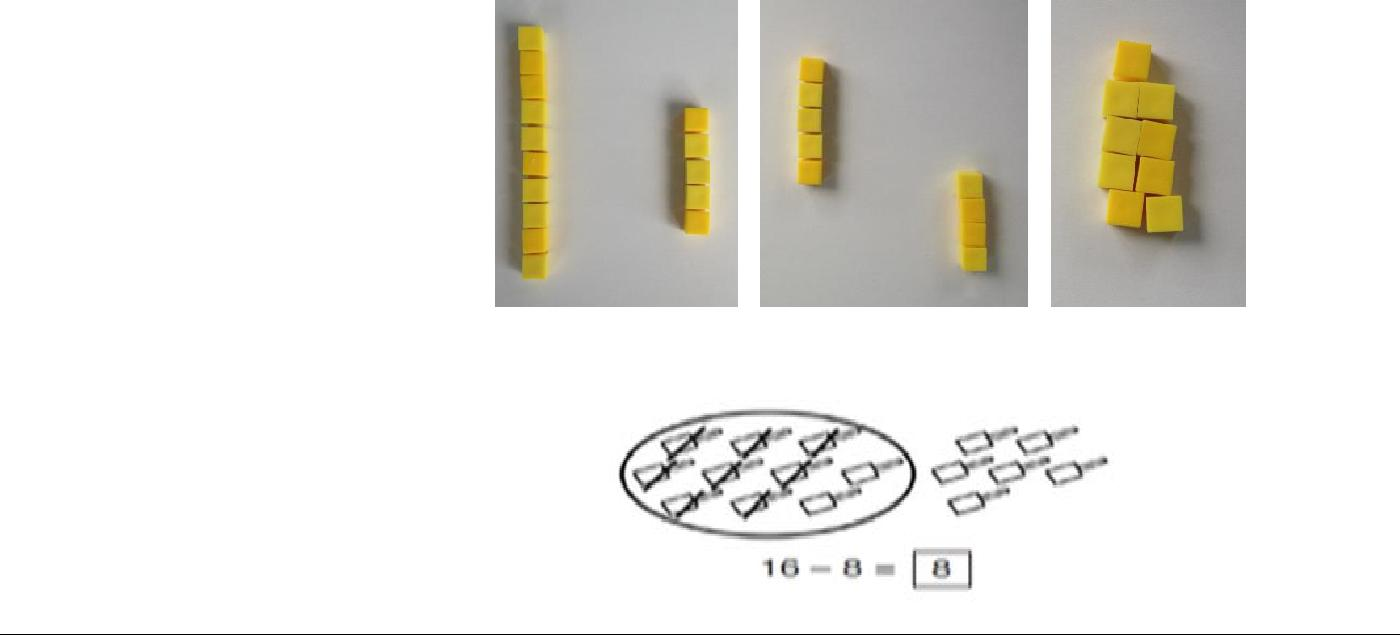 16 − 8 = 8